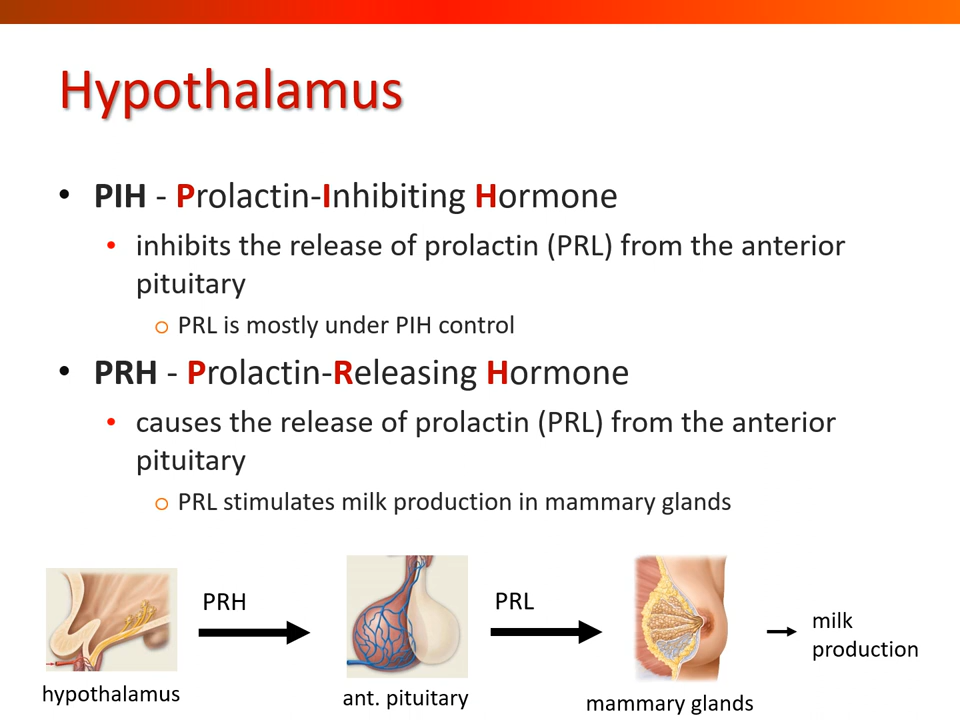 Hypothalamus
• PIH - Prolactin-Inhibiting Hormone
• inhibits the release of prolactin (PRL) from the anterior
pituitary
o PRL is mostly under PIH control
• PRH - Prolactin-Releasing Hormone
• causes the release of prolactin (PRL) from the anterior
pituitary
o PRL stimulates milk production in mammary glands
PRH
PRL
milk
production
hypothalamus
ant. pituitary
mammary glands